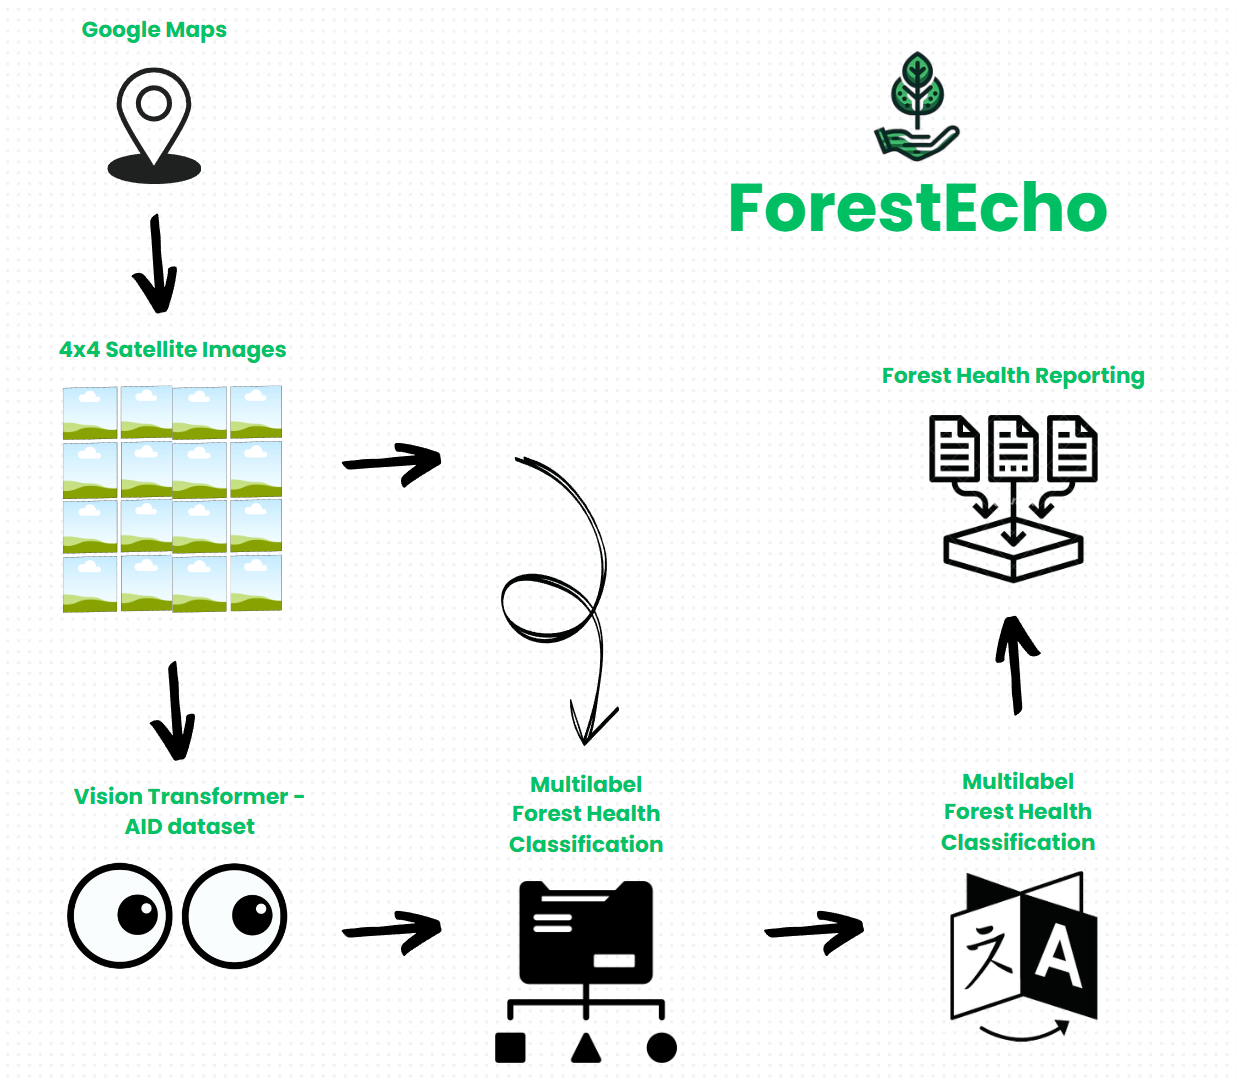 Google Maps
ForestEcho
4x4 Satellite Images
Forest Health Reporting
Vision Transformer -
AID dataset
Multilabel
Forest Health
Classification
Multilabel
Forest Health
Classification
え
A